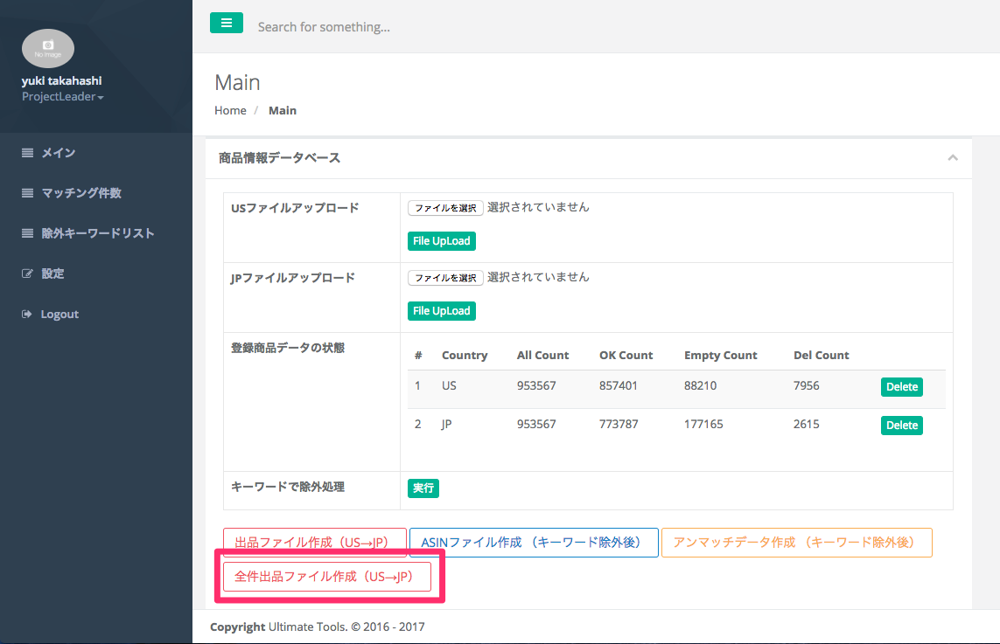 No Image
yuki takahashi
ProjectLeader
メイン
マッチング件数
除外キーワードリスト
設定
Logout
Search for something...
Main
Home / Main
商品情報データベース
USファイルアップロード
ファイルを選択 選択されていません
File UpLoad
JPファイルアップロード
ファイルを選択 選択されていません
File UpLoad
登録商品データの状態
# Country All Count OK Count Empty Count Del Count
1 US 953567 857401 88210 7956 Delete
2 JP 953567 773787 177165 2615 Delete
キーワードで除外処理 実行
出品ファイル作成（US→JP） ASINファイル作成 （キーワード除外後） アンマッチデータ作成 （キーワード除外後）
全件出品ファイル作成（US→JP）
Copyright Ultimate Tools. © 2016 - 2017